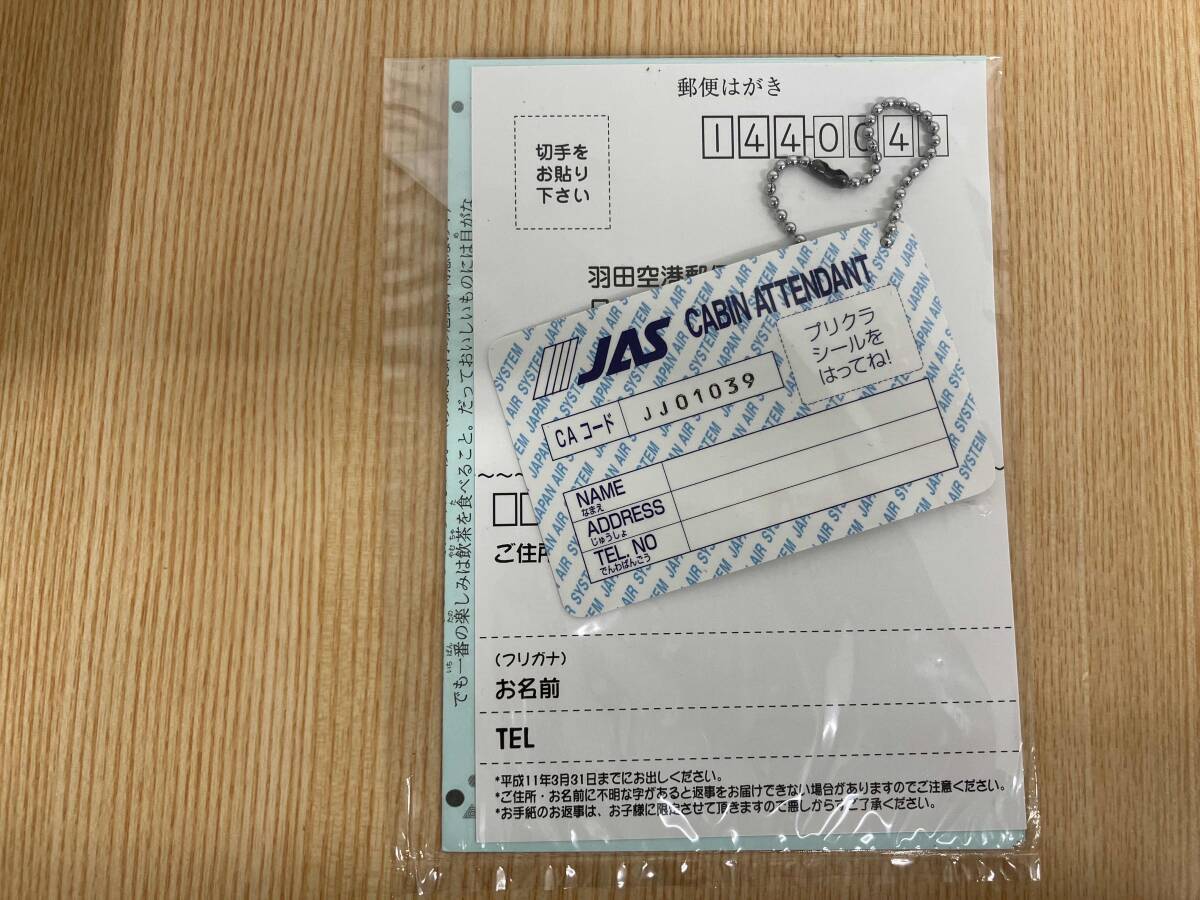 郵便はがき
切手を
お貼り
下さい
144004
羽田空港郵
JAS CABIN ATTENDANT
プリクラ
シールを
はってね!
CAコード JJ01039
NAME
なまえ
ADDRESS
じゅうしょ
TEL. NO
でんわばんごう
JAPAN AIR SYSTEM
ご住所
(フリガナ)
お名前
TEL
*平成11年3月31日までにお出しください。
*ご住所・お名前に不明な字があると返事をお届けできない場合がありますのでご注意ください。
*お手紙のお返事は、お子様に限定させて頂きますので悪しからずご了承ください。
でも一番の楽しみは飲茶を食べること。だっておいしいものには目がな